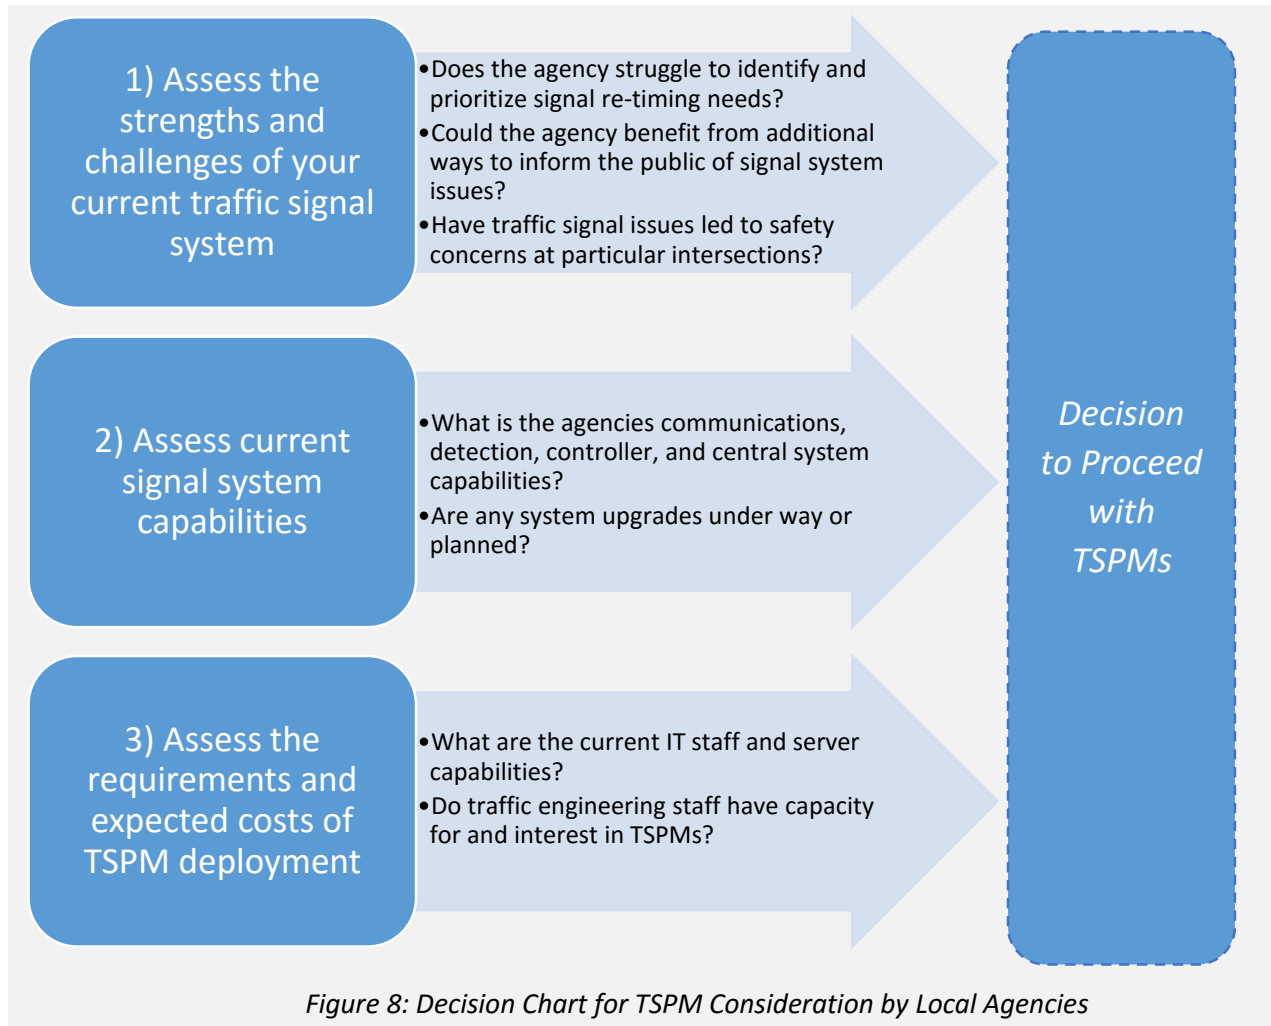 1) Assess the
strengths and
challenges of your
current traffic signal
system
•Does the agency struggle to identify and
prioritize signal re-timing needs?
•Could the agency benefit from additional
ways to inform the public of signal system
issues?
•Have traffic signal issues led to safety
concerns at particular intersections?
2) Assess current
signal system
capabilities
•What is the agencies communications,
detection, controller, and central system
capabilities?
•Are any system upgrades under way or
planned?
3) Assess the
requirements and
expected costs of
TSPM deployment
•What are the current IT staff and server
capabilities?
•Do traffic engineering staff have capacity
for and interest in TSPMs?
Decision
to Proceed
with
TSPMs
Figure 8: Decision Chart for TSPM Consideration by Local Agencies